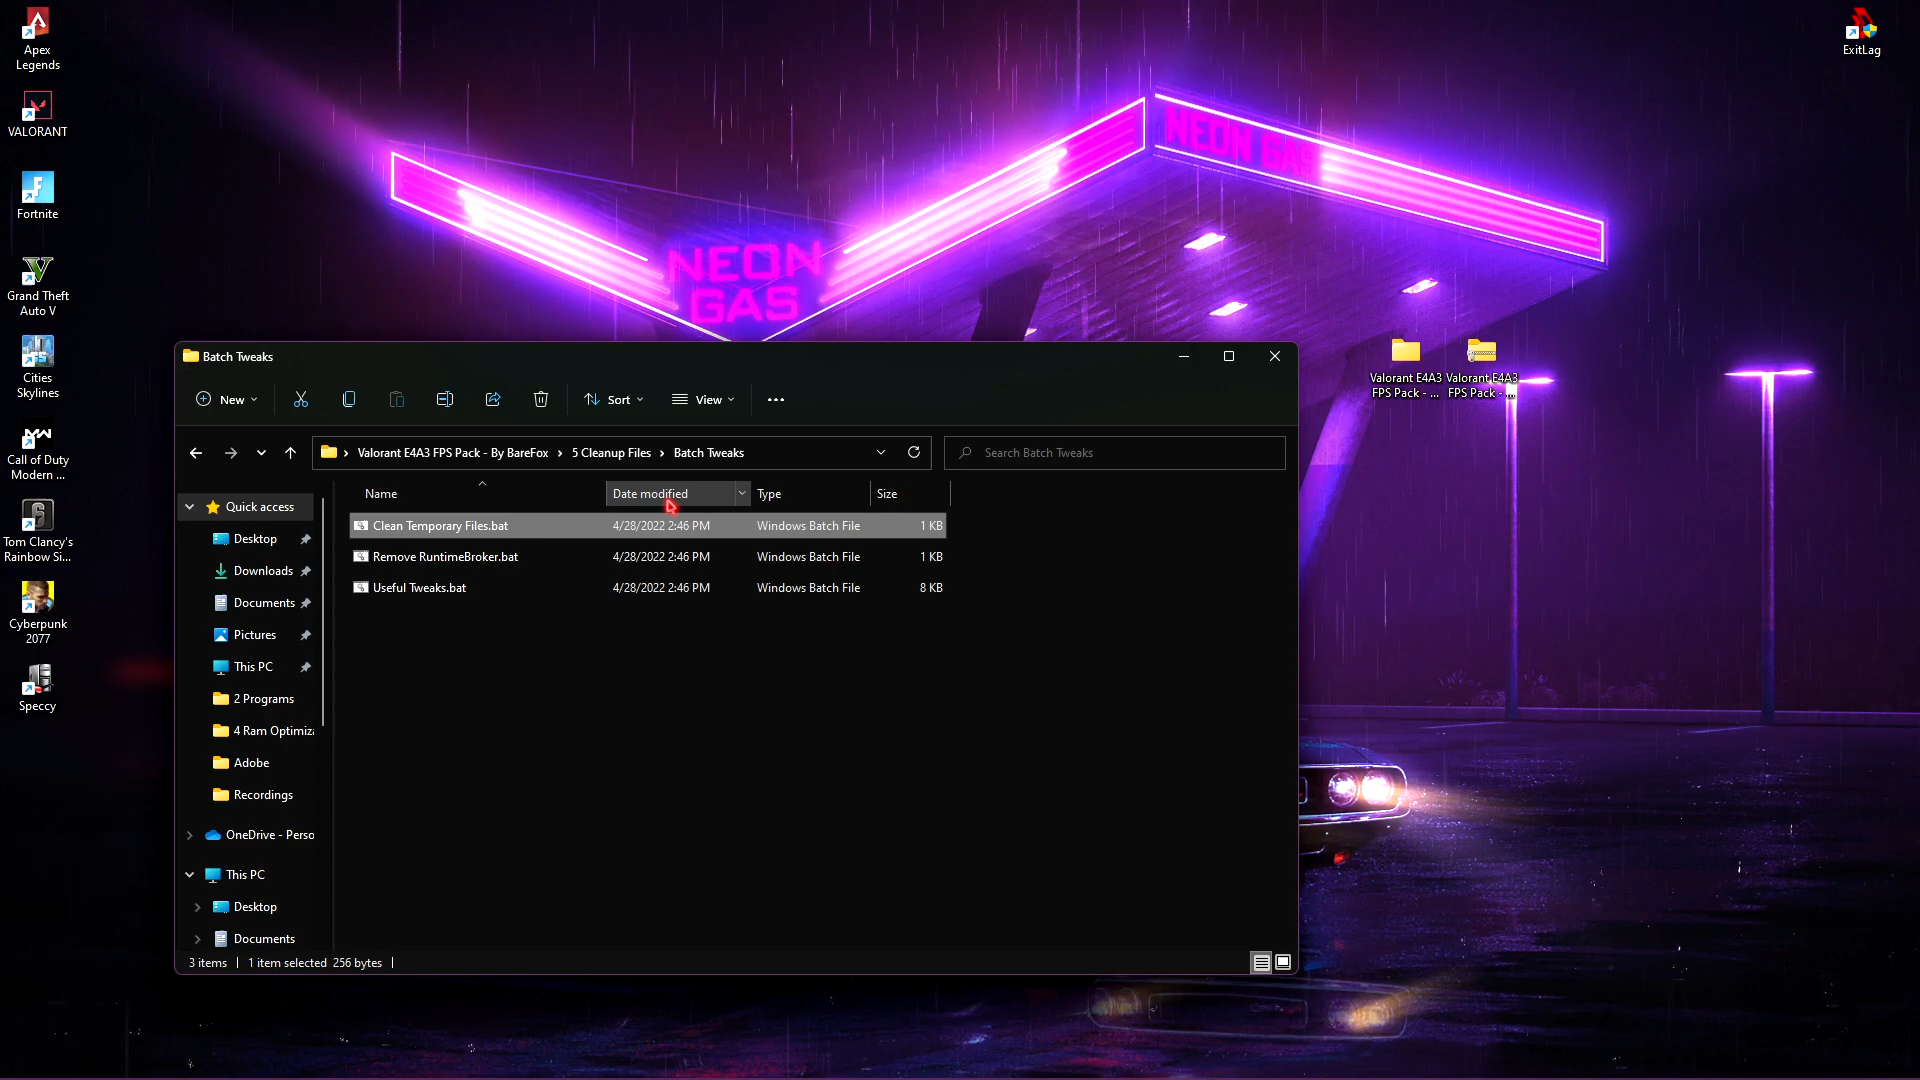 Apex
Legends
VALORANT
Fortnite
Grand Theft
Auto V
Cities
Skylines
Call of Duty
Modern ...
Tom Clancy's
Rainbow Si...
Cyberpunk
2077
Speccy
ExitLag
NEON GAS
NEON
GAS
Valorant E4A3
FPS Pack - ...
Valorant E4A3
FPS Pack - ...
Batch Tweaks
New
Sort
View
Valorant E4A3 FPS Pack - By BareFox > 5 Cleanup Files > Batch Tweaks
Search Batch Tweaks
Name Date modified Type Size
Clean Temporary Files.bat 4/28/2022 2:46 PM Windows Batch File 1 KB
Remove RuntimeBroker.bat 4/28/2022 2:46 PM Windows Batch File 1 KB
Useful Tweaks.bat 4/28/2022 2:46 PM Windows Batch File 8 KB
Quick access
Desktop
Downloads
Documents
Pictures
This PC
2 Programs
4 Ram Optimiz
Adobe
Recordings
OneDrive - Perso
This PC
Desktop
Documents
3 items 1 item selected 256 bytes